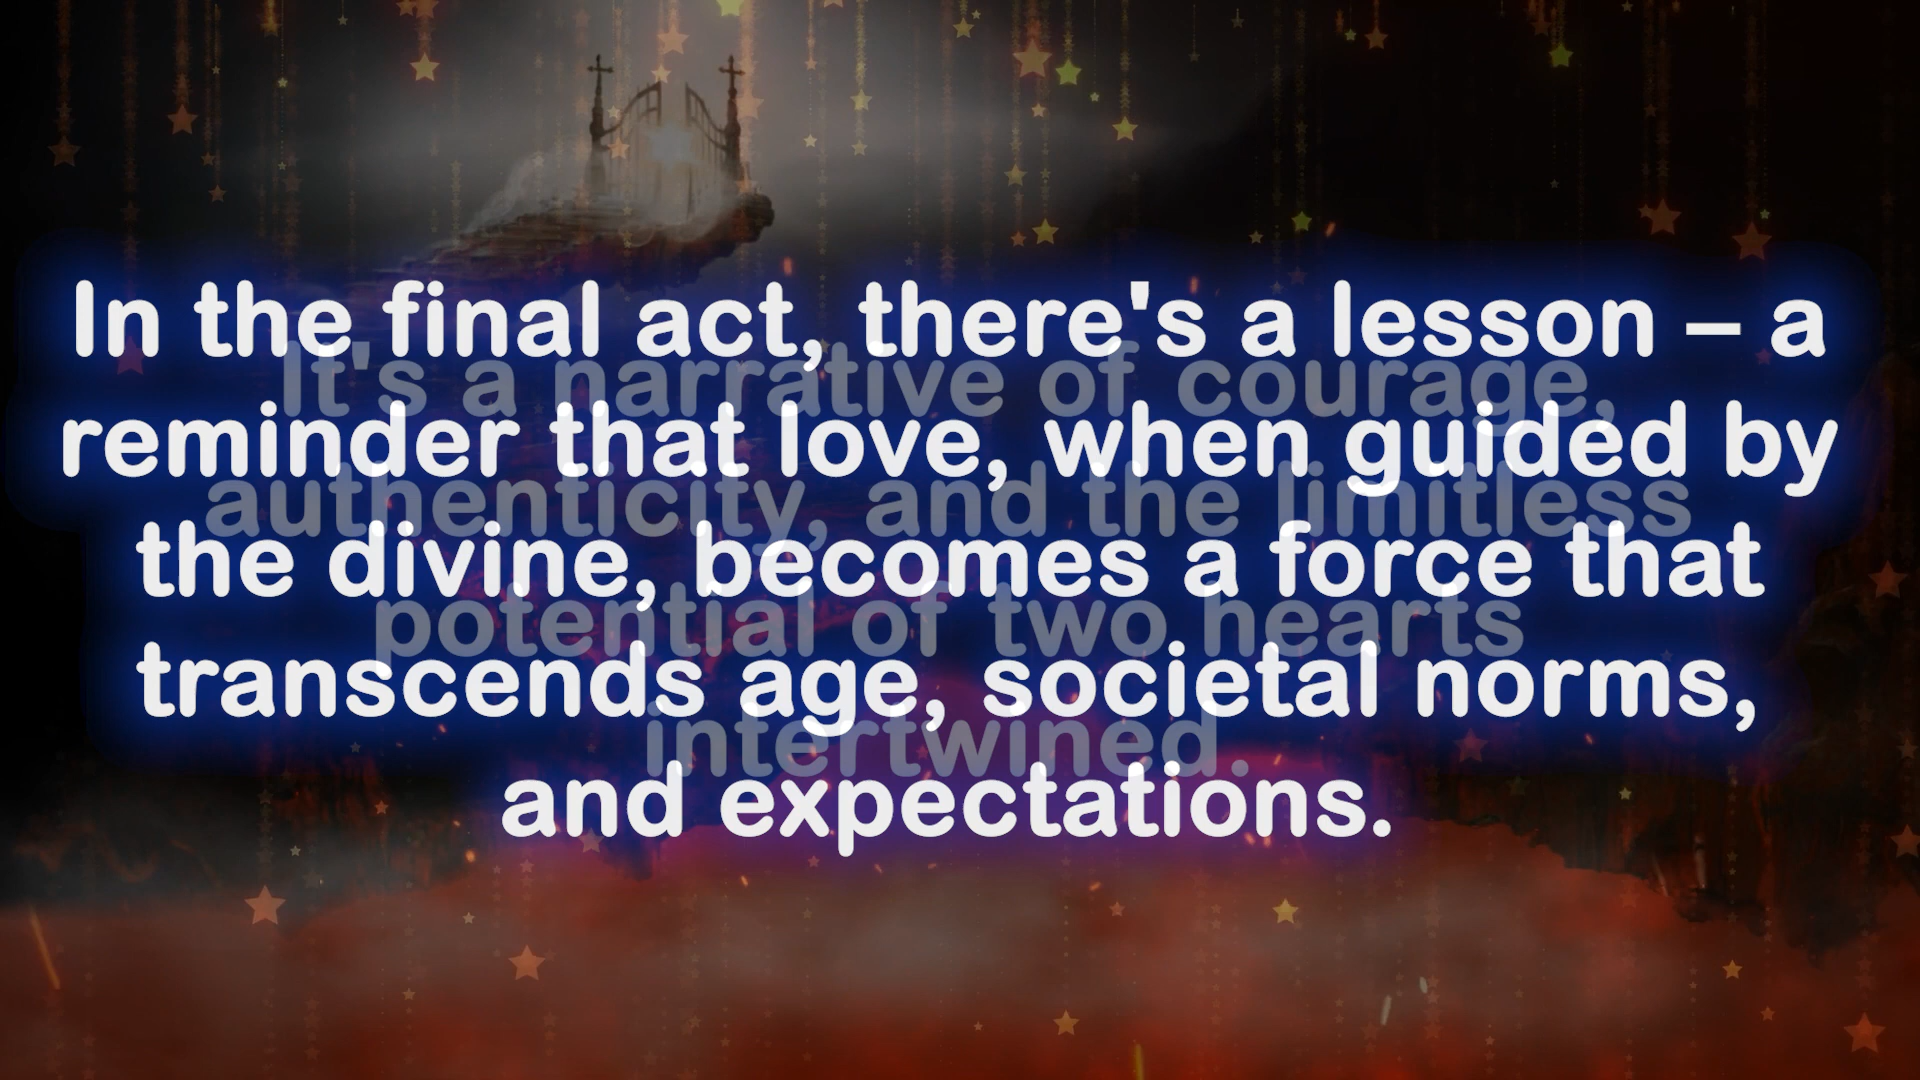 In the final act, there's a lesson – a
reminder that love, when guided by
the divine, becomes a force that
transcends age, societal norms,
and expectations.
It's a narrative of courage,
authenticity, and the limitless
potential of two hearts
intertwined.